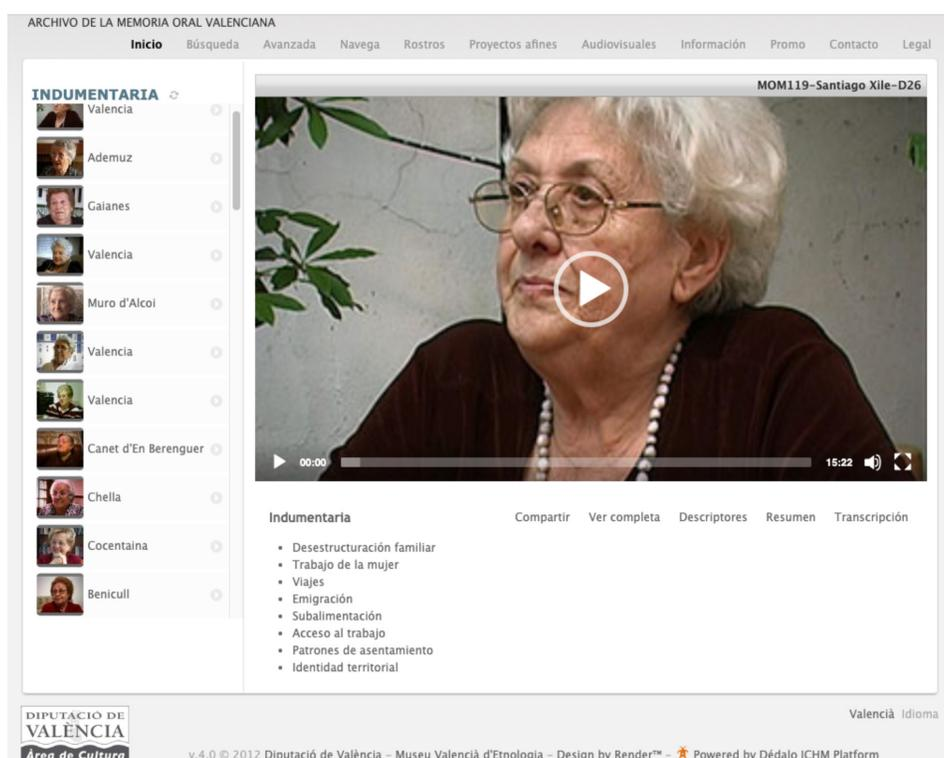 ARCHIVO DE LA MEMORIA ORAL VALENCIANA
Inicio Búsqueda Avanzada Navega Rostros Proyectos afines Audiovisuales Información Promo Contacto Legal
INDUMENTARIA
Valencia
Ademuz
Gaianes
Valencia
Muro d'Alcoi
Valencia
Valencia
Canet d'En Berenguer
Chella
Cocentaina
Benicull
MOM119-Santiago Xile-D26
00:00 15:22
Indumentaria Compartir Ver completa Descriptores Resumen Transcripción
• Desestructuración familiar
• Trabajo de la mujer
• Viajes
• Emigración
• Subalimentación
• Acceso al trabajo
• Patrones de asentamiento
• Identidad territorial
Valencià Idioma
DIPUTACIÓ DE
VALÈNCIA
Àrea de Cultura
v.4.0 © 2012 Diputació de València – Museu Valencià d'Etnologia – Design by Render™ – Powered by Dédalo ICHM Platform